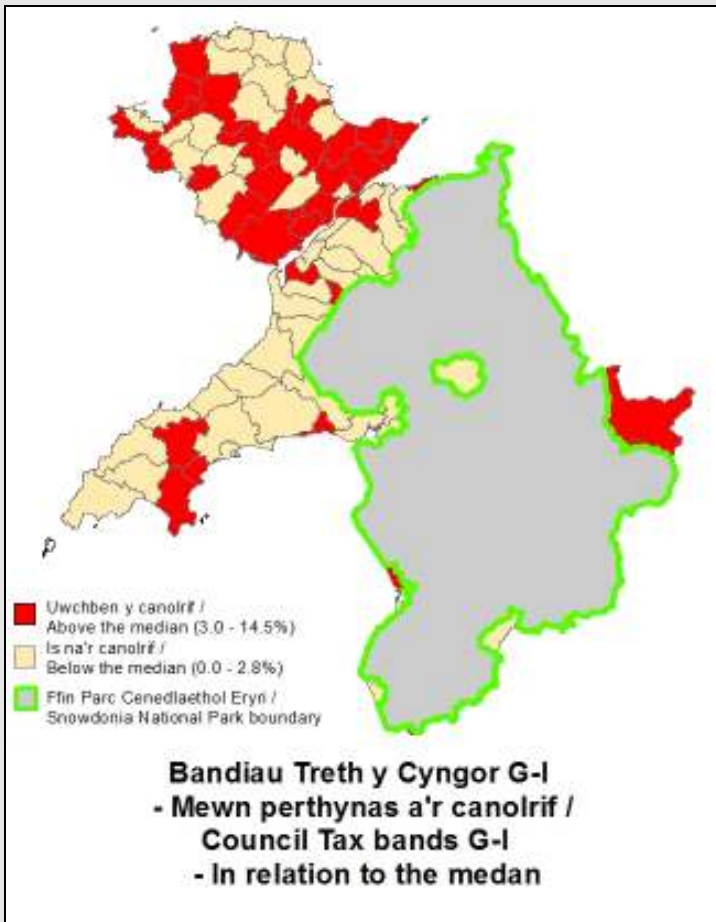 Uwchben y canolrif /
Above the median (3.0 - 14.5%)
Is na'r canolrif /
Below the median (0.0 - 2.8%)
Ffin Parc Cenedlaethol Eryri /
Snowdonia National Park boundary
Bandiau Treth y Cyngor G-I
- Mewn perthynas a'r canolrif /
Council Tax bands G-I
- In relation to the medan